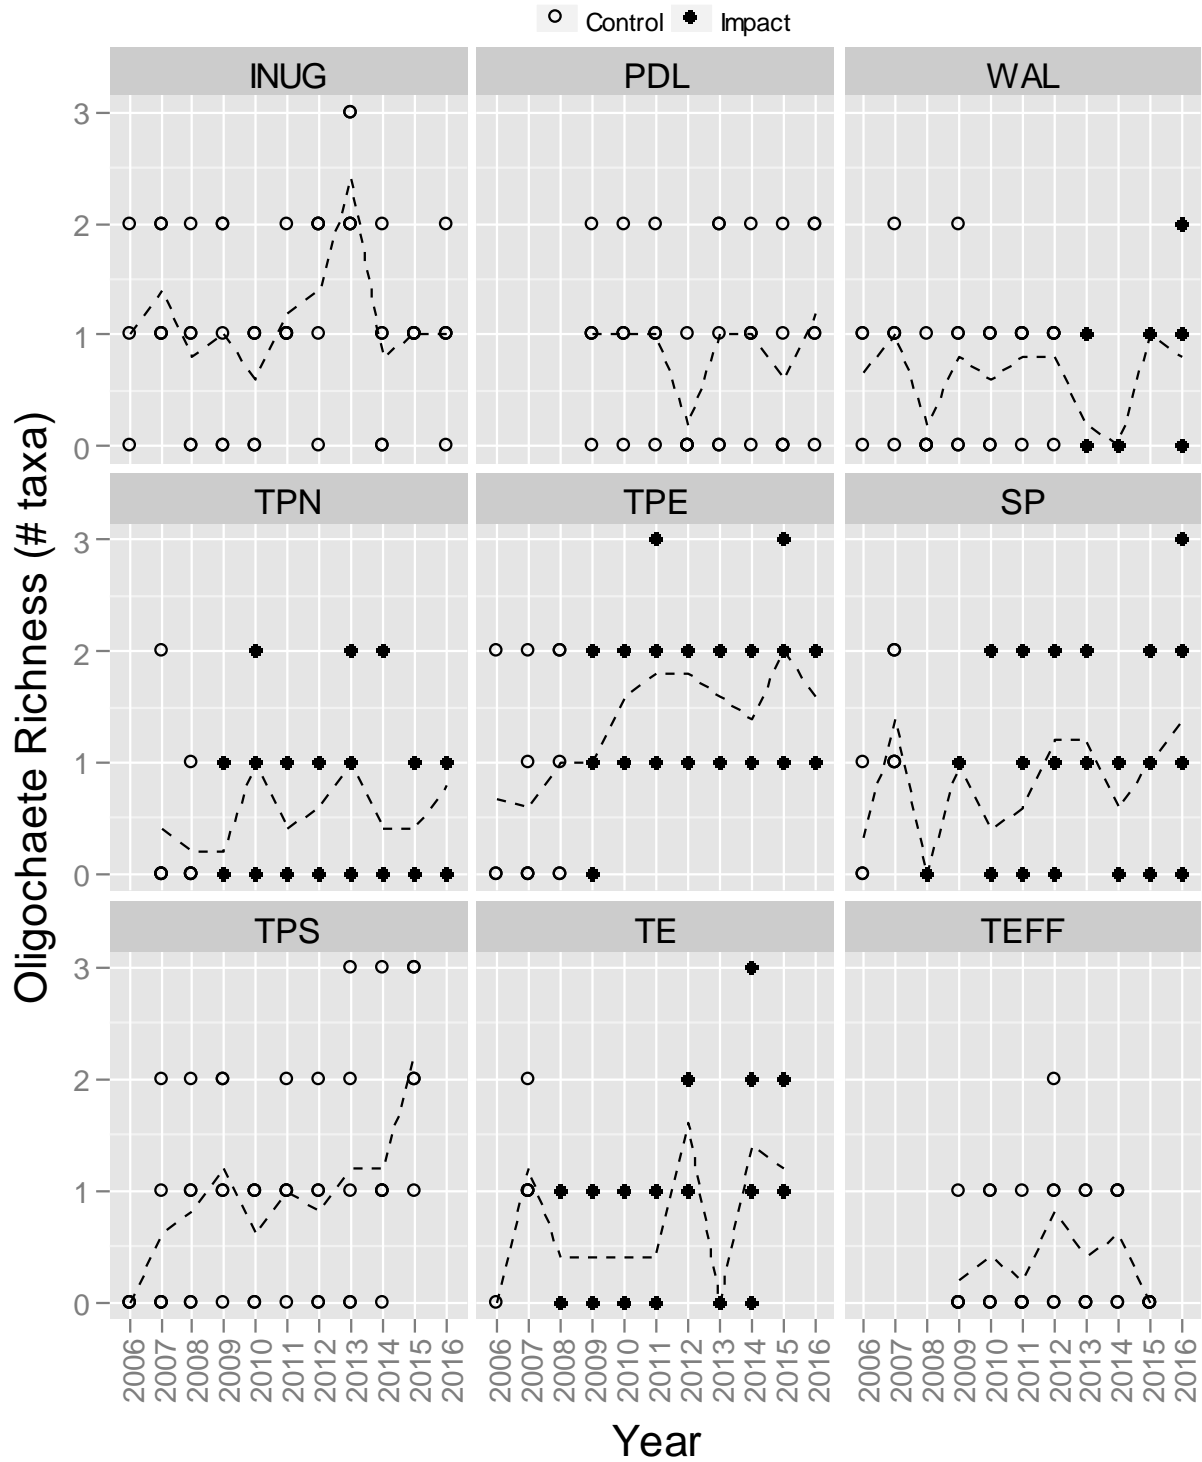 Control Impact
INUG PDL WAL
3
2
1
0
TPN TPE SP
3
2
1
0
TPS TE TEFF
3
2
1
0
Oligochaete Richness (# taxa)
2006 2007 2008 2009 2010 2011 2012 2013 2014 2015 2016 2006 2007 2008 2009 2010 2011 2012 2013 2014 2015 2016 2006 2007 2008 2009 2010 2011 2012 2013 2014 2015 2016
Year